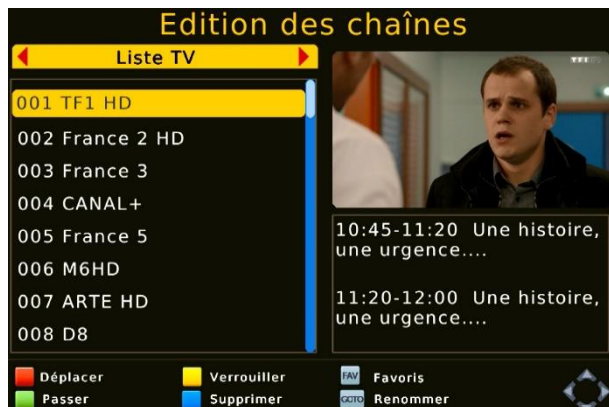 Edition des chaînes
Liste TV
001 TF1 HD
002 France 2 HD
003 France 3
004 CANAL+
005 France 5
006 M6HD
007 ARTE HD
008 D8
TF1
10:45-11:20 Une histoire,
une urgence....
11:20-12:00 Une histoire,
une urgence....
Déplacer
Verrouiller
FAV Favoris
Passer
Supprimer
GOTO Renommer